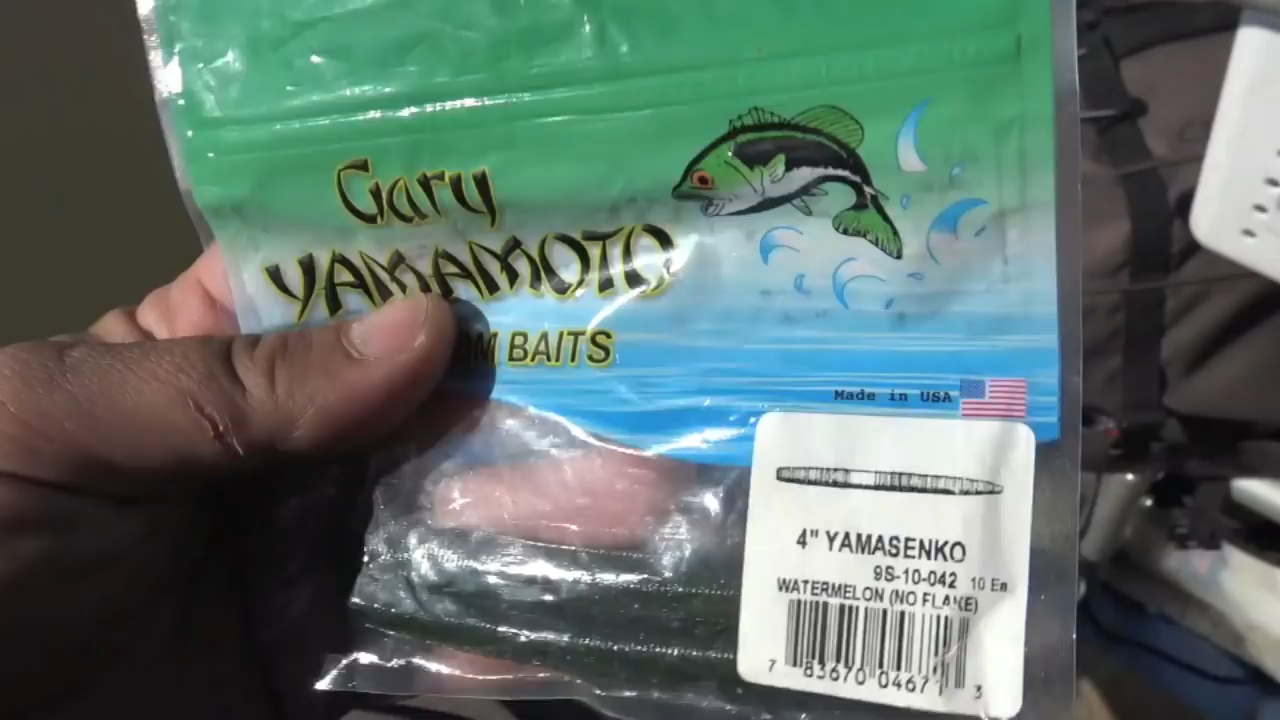 Gary
YAMAMOTO
BAITS
Made in USA
4" YAMASENKO
9S-10-042 10 Ea
WATERMELON (NO FLAKE)
7 83670 04671 3